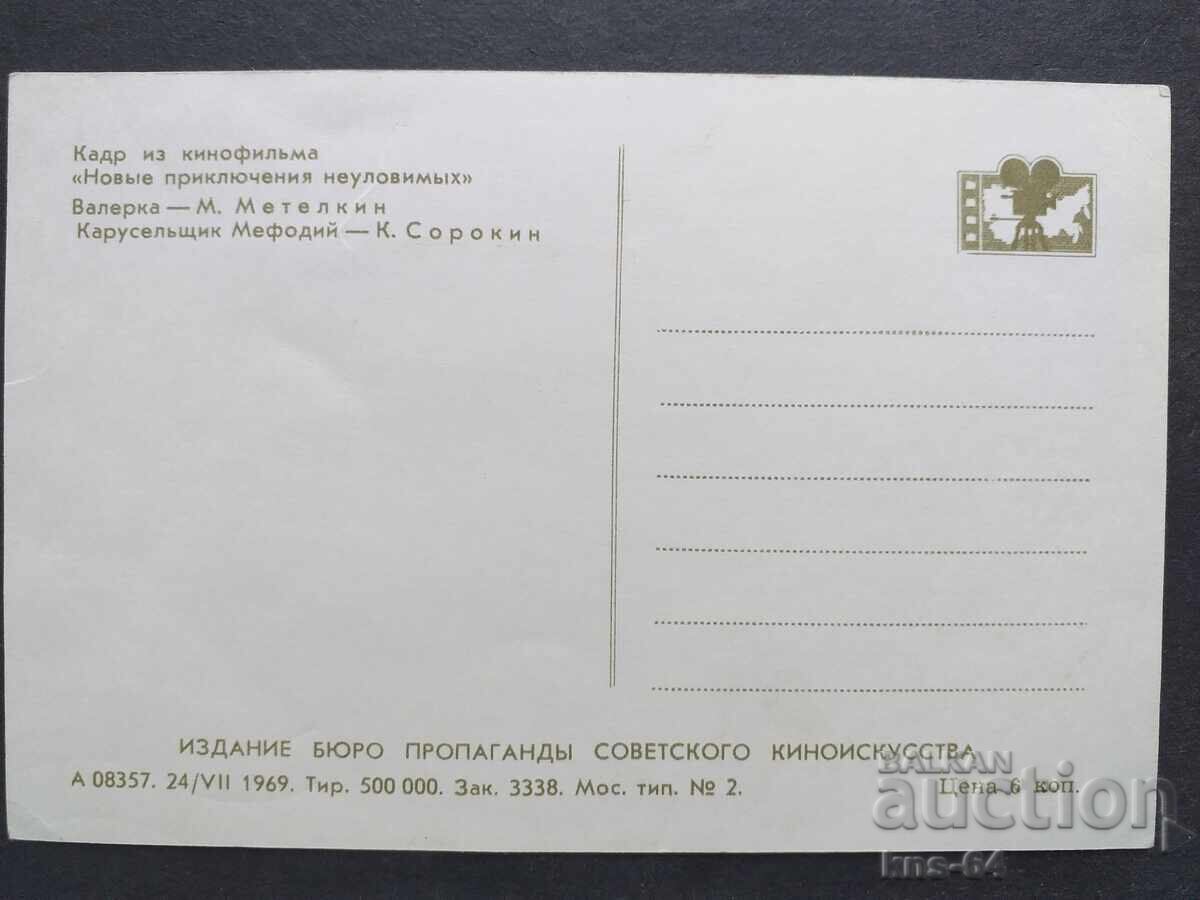 Кадр из кинофильма
«Новые приключения неуловимых»
Валерка — М. Метелкин
Карусельщик Мефодий — К. Сорокин
ИЗДАНИЕ БЮРО ПРОПАГАНДЫ СОВЕТСКОГО КИНОИСКУССТВА
А 08357. 24/VII 1969. Тир. 500 000. Зак. 3338. Мос. тип. № 2. Цена 6 коп.
BALKAN
auction
kns-64